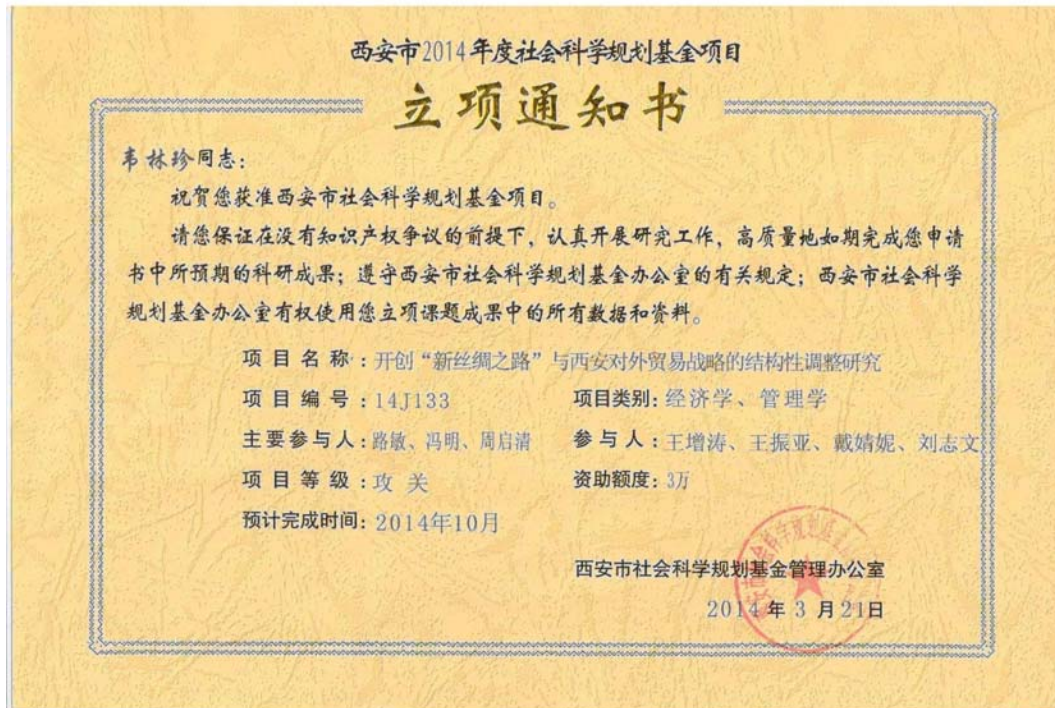 西安市2014年度社会科学规划基金项目
立项通知书
韦林珍同志：
祝贺您获准西安市社会科学规划基金项目。
请您保证在没有知识产权争议的前提下，认真开展研究工作，高质量地如期完成您申请
书中所预期的科研成果；遵守西安市社会科学规划基金办公室的有关规定；西安市社会科学
规划基金办公室有权使用您立项课题成果中的所有数据和资料。
项目名称：开创“新丝绸之路”与西安对外贸易战略的结构性调整研究
项目编号：14J133 项目类别：经济学、管理学
主要参与人：路敏、冯明、周启清 参与人：王增涛、王振亚、戴婧妮、刘志文
项目等级：攻关 资助额度：3万
预计完成时间：2014年10月
西安市社会科学规划基金管理办公室
2014年3月21日